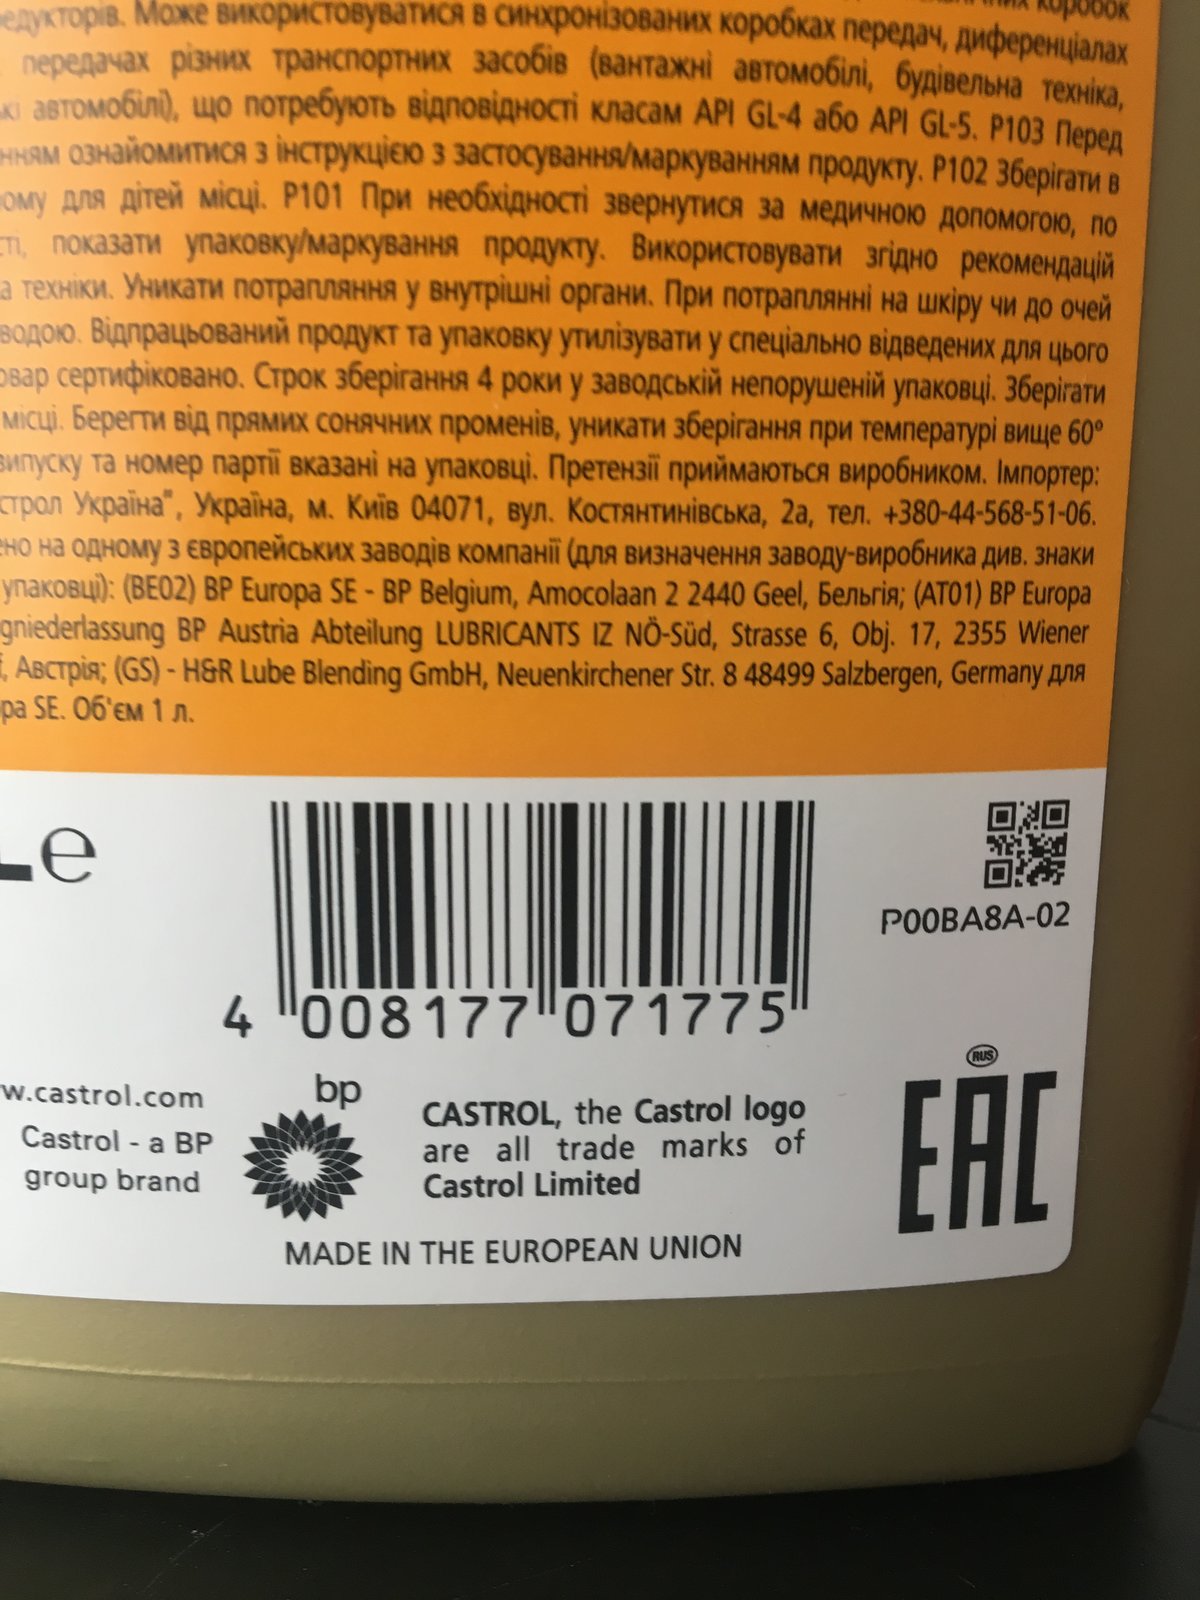 Може використовуватися в синхронізованих коробках передач, диференціалах
передачах різних транспортних засобів (вантажні автомобілі, будівельна техніка,
автомобілі), що потребують відповідності класам API GL-4 або API GL-5. P103 Перед
ознайомитися з інструкцією з застосування/маркуванням продукту. P102 Зберігати в
для дітей місці. P101 При необхідності звернутися за медичною допомогою, по
показати упаковку/маркування продукту. Використовувати згідно рекомендацій
техніки. Уникати потрапляння у внутрішні органи. При потраплянні на шкіру чи до очей
водою. Відпрацьований продукт та упаковку утилізувати у спеціально відведених для цього
сертифіковано. Строк зберігання 4 роки у заводській непорушеній упаковці. Зберігати
місці. Берегти від прямих сонячних променів, уникати зберігання при температурі вище 60°
випуску та номер партії вказані на упаковці. Претензії приймаються виробником. Імпортер:
Україна", Україна, м. Київ 04071, вул. Костянтинівська, 2а, тел. +380-44-568-51-06.
на одному з європейських заводів компанії (для визначення заводу-виробника див. знаки
упаковці): (BE02) BP Europa SE - BP Belgium, Amocolaan 2 2440 Geel, Бельгія; (AT01) BP Europa
BP Austria Abteilung LUBRICANTS IZ NÖ-Süd, Strasse 6, Obj. 17, 2355 Wiener
Австрія; (GS) - H&R Lube Blending GmbH, Neuenkirchener Str. 8 48499 Salzbergen, Germany для
SE. Об'єм 1 л.
e
P00BA8A-02
4 008177 071775
RUS
EAC
w.castrol.com
Castrol - a BP
group brand
bp
CASTROL, the Castrol logo
are all trade marks of
Castrol Limited
MADE IN THE EUROPEAN UNION